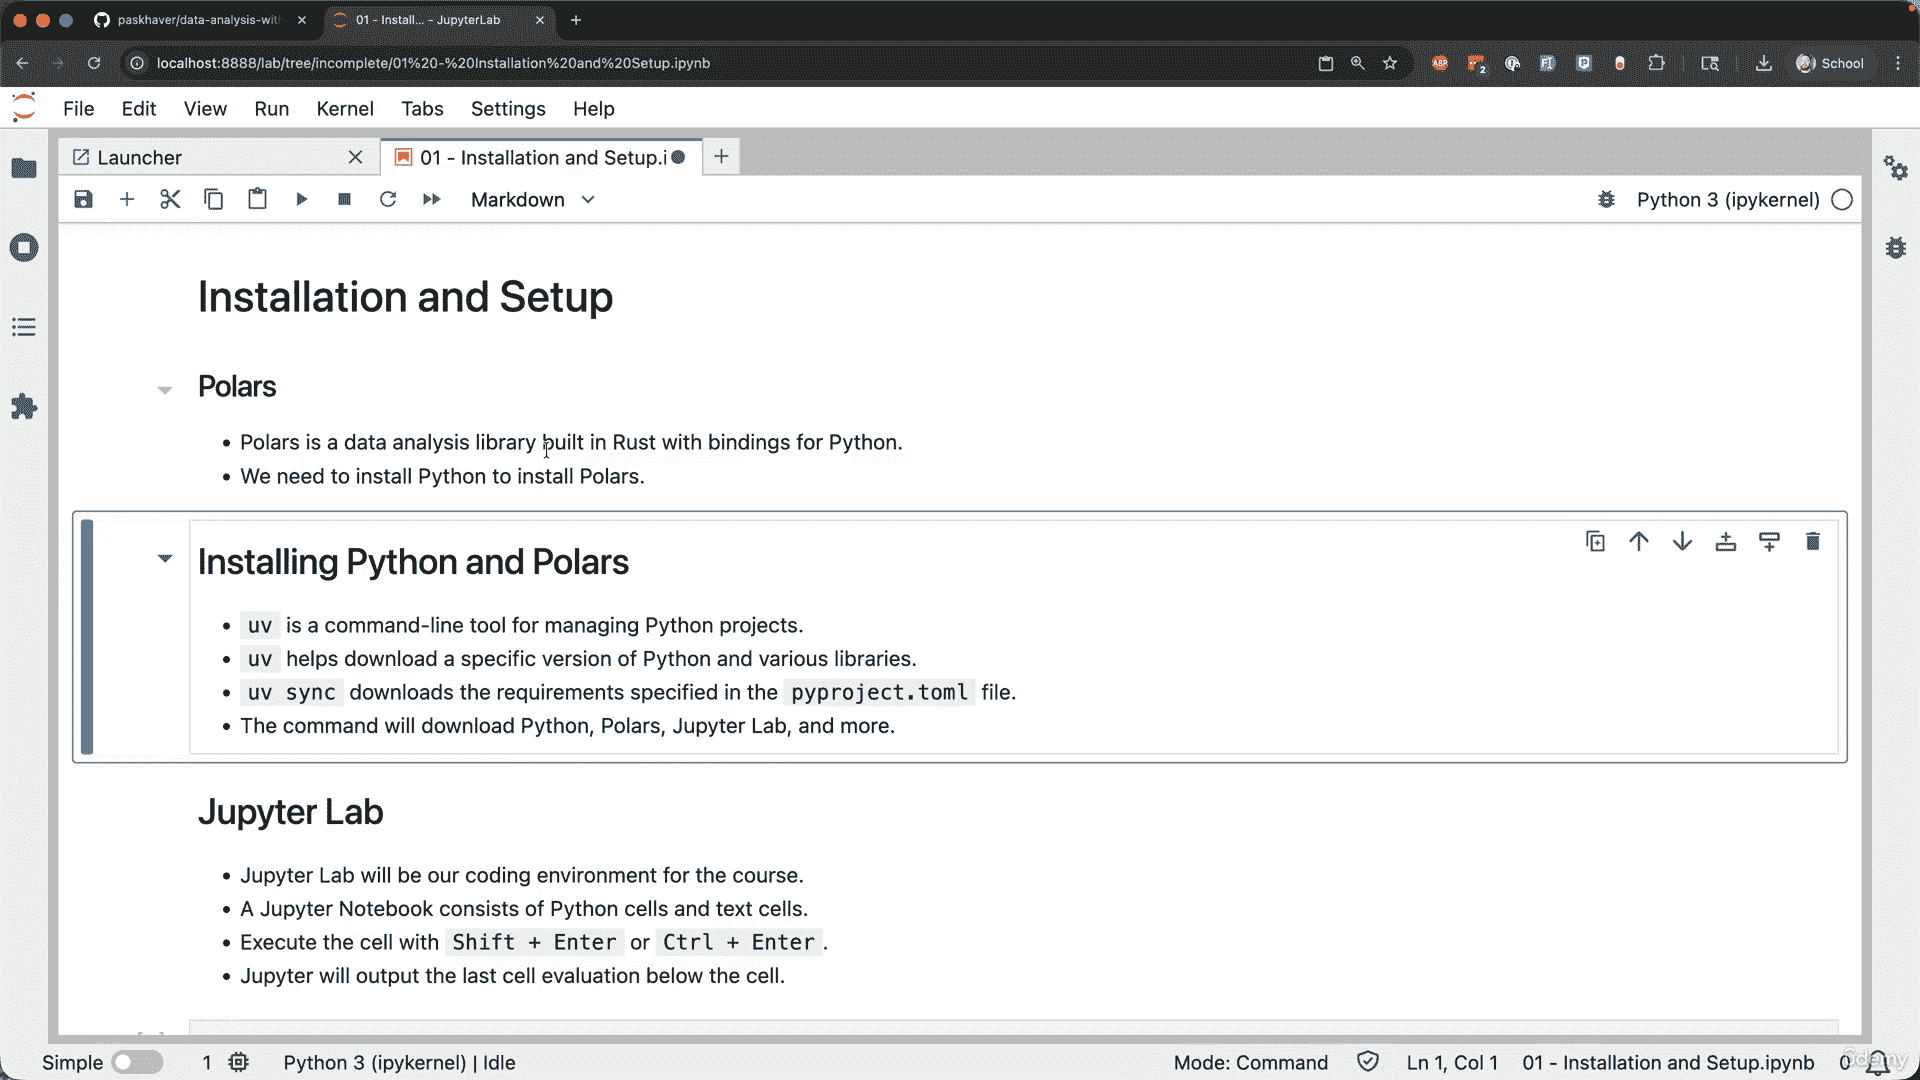 paskhaver/data-analysis-with
01 - Install... - JupyterLab
localhost:8888/lab/tree/incomplete/01%20-%20Installation%20and%20Setup.ipynb
ABP
2
School
File Edit View Run Kernel Tabs Settings Help
Launcher
01 - Installation and Setup.i
Markdown
Python 3 (ipykernel)
Installation and Setup
Polars
• Polars is a data analysis library built in Rust with bindings for Python.
• We need to install Python to install Polars.
Installing Python and Polars
• uv is a command-line tool for managing Python projects.
• uv helps download a specific version of Python and various libraries.
• uv sync downloads the requirements specified in the pyproject.toml file.
• The command will download Python, Polars, Jupyter Lab, and more.
Jupyter Lab
• Jupyter Lab will be our coding environment for the course.
• A Jupyter Notebook consists of Python cells and text cells.
• Execute the cell with Shift + Enter or Ctrl + Enter.
• Jupyter will output the last cell evaluation below the cell.
Simple 1 Python 3 (ipykernel) | Idle Mode: Command Ln 1, Col 1 01 - Installation and Setup.ipynb 0
Udemy